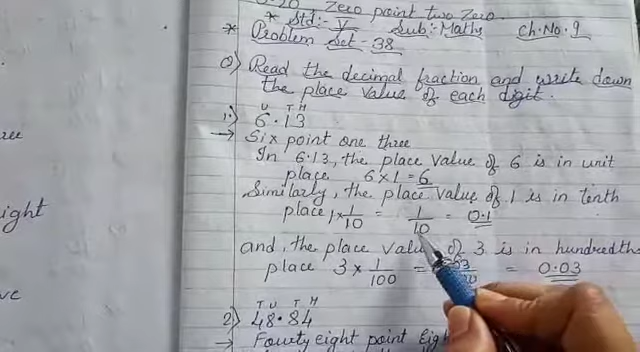 0.20 Zero point two Zero.
* Std:- V Sub:- Maths Ch. No. 9
* Problem Set - 38
Q) Read the decimal fraction and write down
the place value of each digit.
U T H
1) 6.13
→ Six point one three
In 6.13, the place value of 6 is in unit
place 6 x 1 = 6
Similarly, the place value of 1 is in tenth
place 1 x 1/10 = 1/10 = 0.1
and the place value of 3 is in hundredths
place 3 x 1/100 = = 0.03
T U T H
2) 48.84
→ Fourty eight point
ight